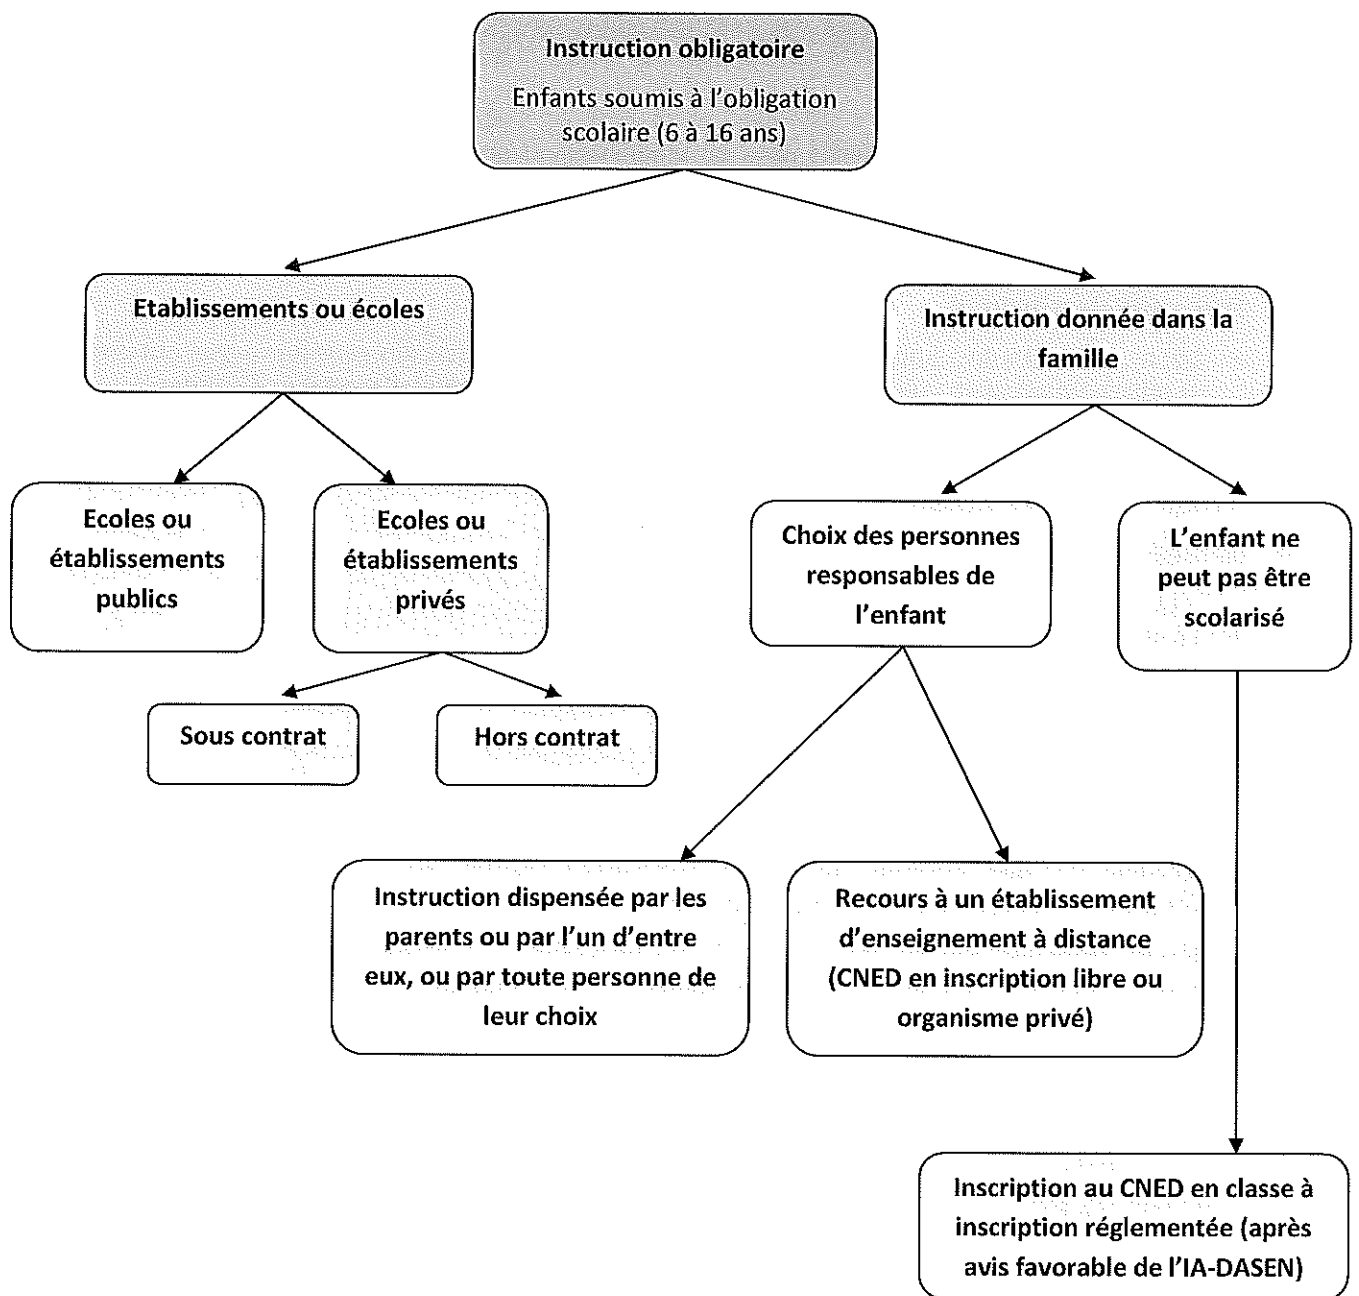 Instruction obligatoire
Enfants soumis à l'obligation
scolaire (6 à 16 ans)
Etablissements ou écoles
Instruction donnée dans la
famille
Ecoles ou
établissements
publics
Ecoles ou
établissements
privés
Choix des personnes
responsables de
l'enfant
L'enfant ne
peut pas être
scolarisé
Sous contrat
Hors contrat
Instruction dispensée par les
parents ou par l'un d'entre
eux, ou par toute personne de
leur choix
Recours à un établissement
d'enseignement à distance
(CNED en inscription libre ou
organisme privé)
Inscription au CNED en classe à
inscription réglementée (après
avis favorable de l'IA-DASEN)